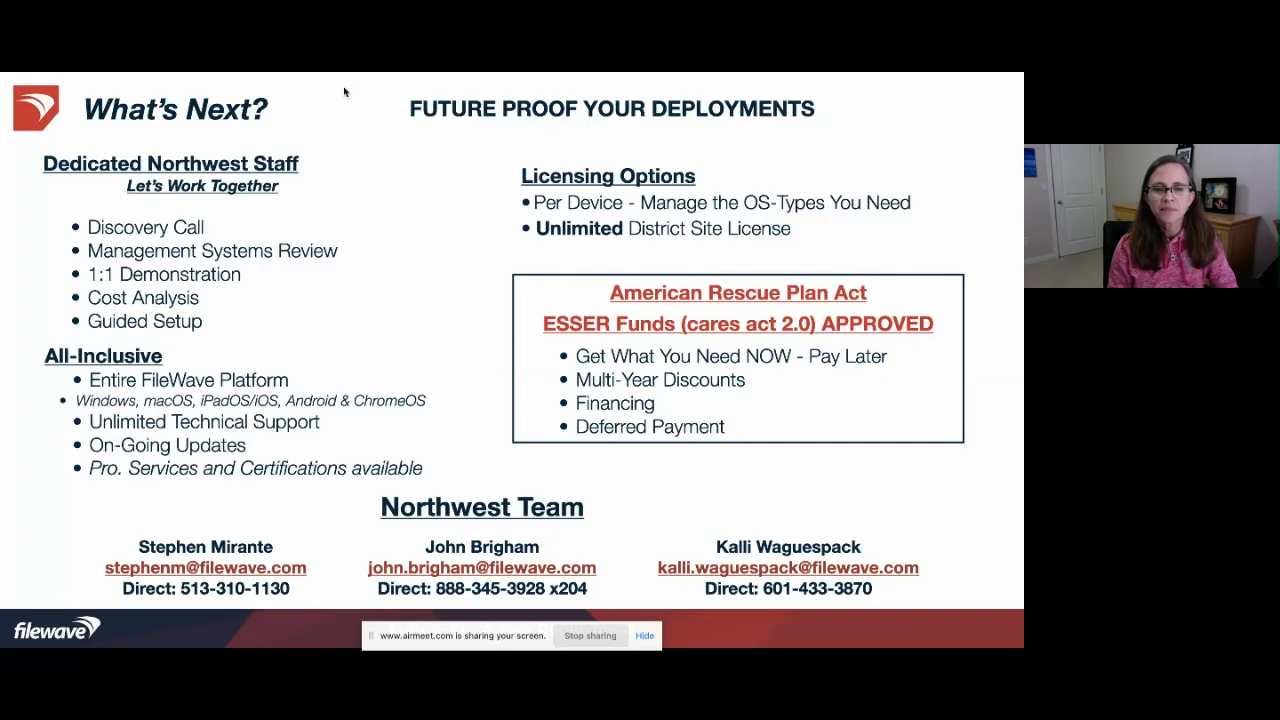 What's Next?
FUTURE PROOF YOUR DEPLOYMENTS
Dedicated Northwest Staff
Let's Work Together
• Discovery Call
• Management Systems Review
• 1:1 Demonstration
• Cost Analysis
• Guided Setup
All-Inclusive
• Entire FileWave Platform
• Windows, macOS, iPadOS/iOS, Android & ChromeOS
• Unlimited Technical Support
• On-Going Updates
• Pro. Services and Certifications available
Licensing Options
• Per Device - Manage the OS-Types You Need
• Unlimited District Site License
American Rescue Plan Act
ESSER Funds (cares act 2.0) APPROVED
• Get What You Need NOW - Pay Later
• Multi-Year Discounts
• Financing
• Deferred Payment
Northwest Team
Stephen Mirante
stephenm@filewave.com
Direct: 513-310-1130
John Brigham
john.brigham@filewave.com
Direct: 888-345-3928 x204
Kalli Waguespack
kalli.waguespack@filewave.com
Direct: 601-433-3870
filewave
www.airmeet.com is sharing your screen. Stop sharing Hide